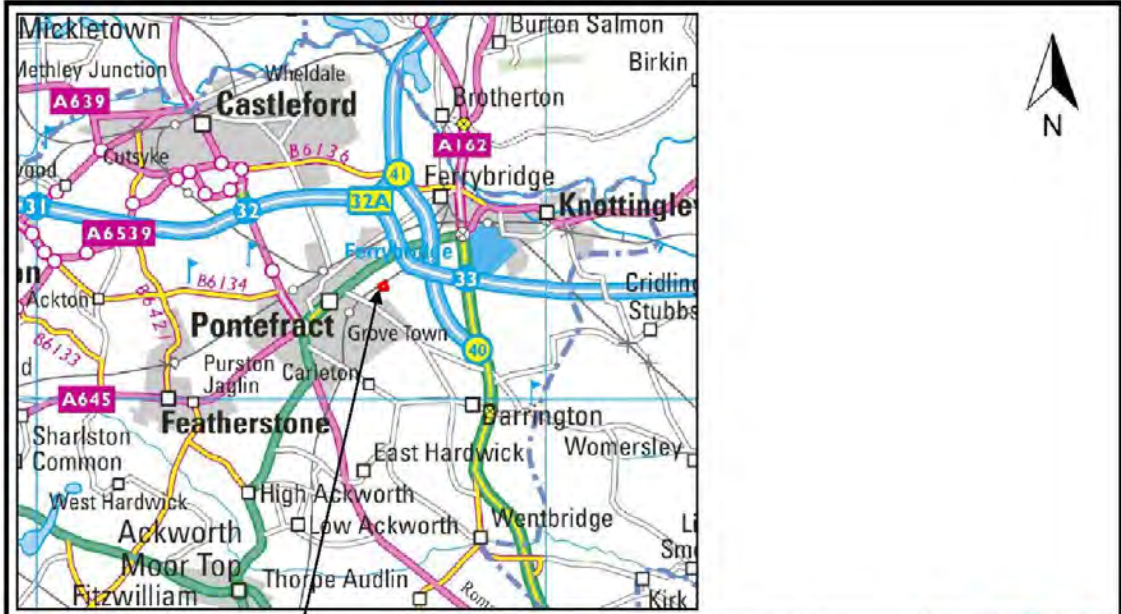 Mickletown
Burton Salmon
Methley Junction
Wheldale
Birkin
A639
Castleford
Brotherton
A162
Cutsyke
B6136
41
Ferrybridge
32A
31
32
Knottingley
A6539
Ferrybridge
33
Cridling
Stubbs
Ackton
B6134
B6421
Pontefract
Grove Town
40
B6133
Purston
Jaglin
Carleton
A645
Featherstone
Darrington
Sharlston
Common
East Hardwick
Womersley
West Hardwick
High Ackworth
Low Ackworth
Wentbridge
Ackworth
Moor Top
Thorpe Audlin
Fitzwilliam
Kirk
N